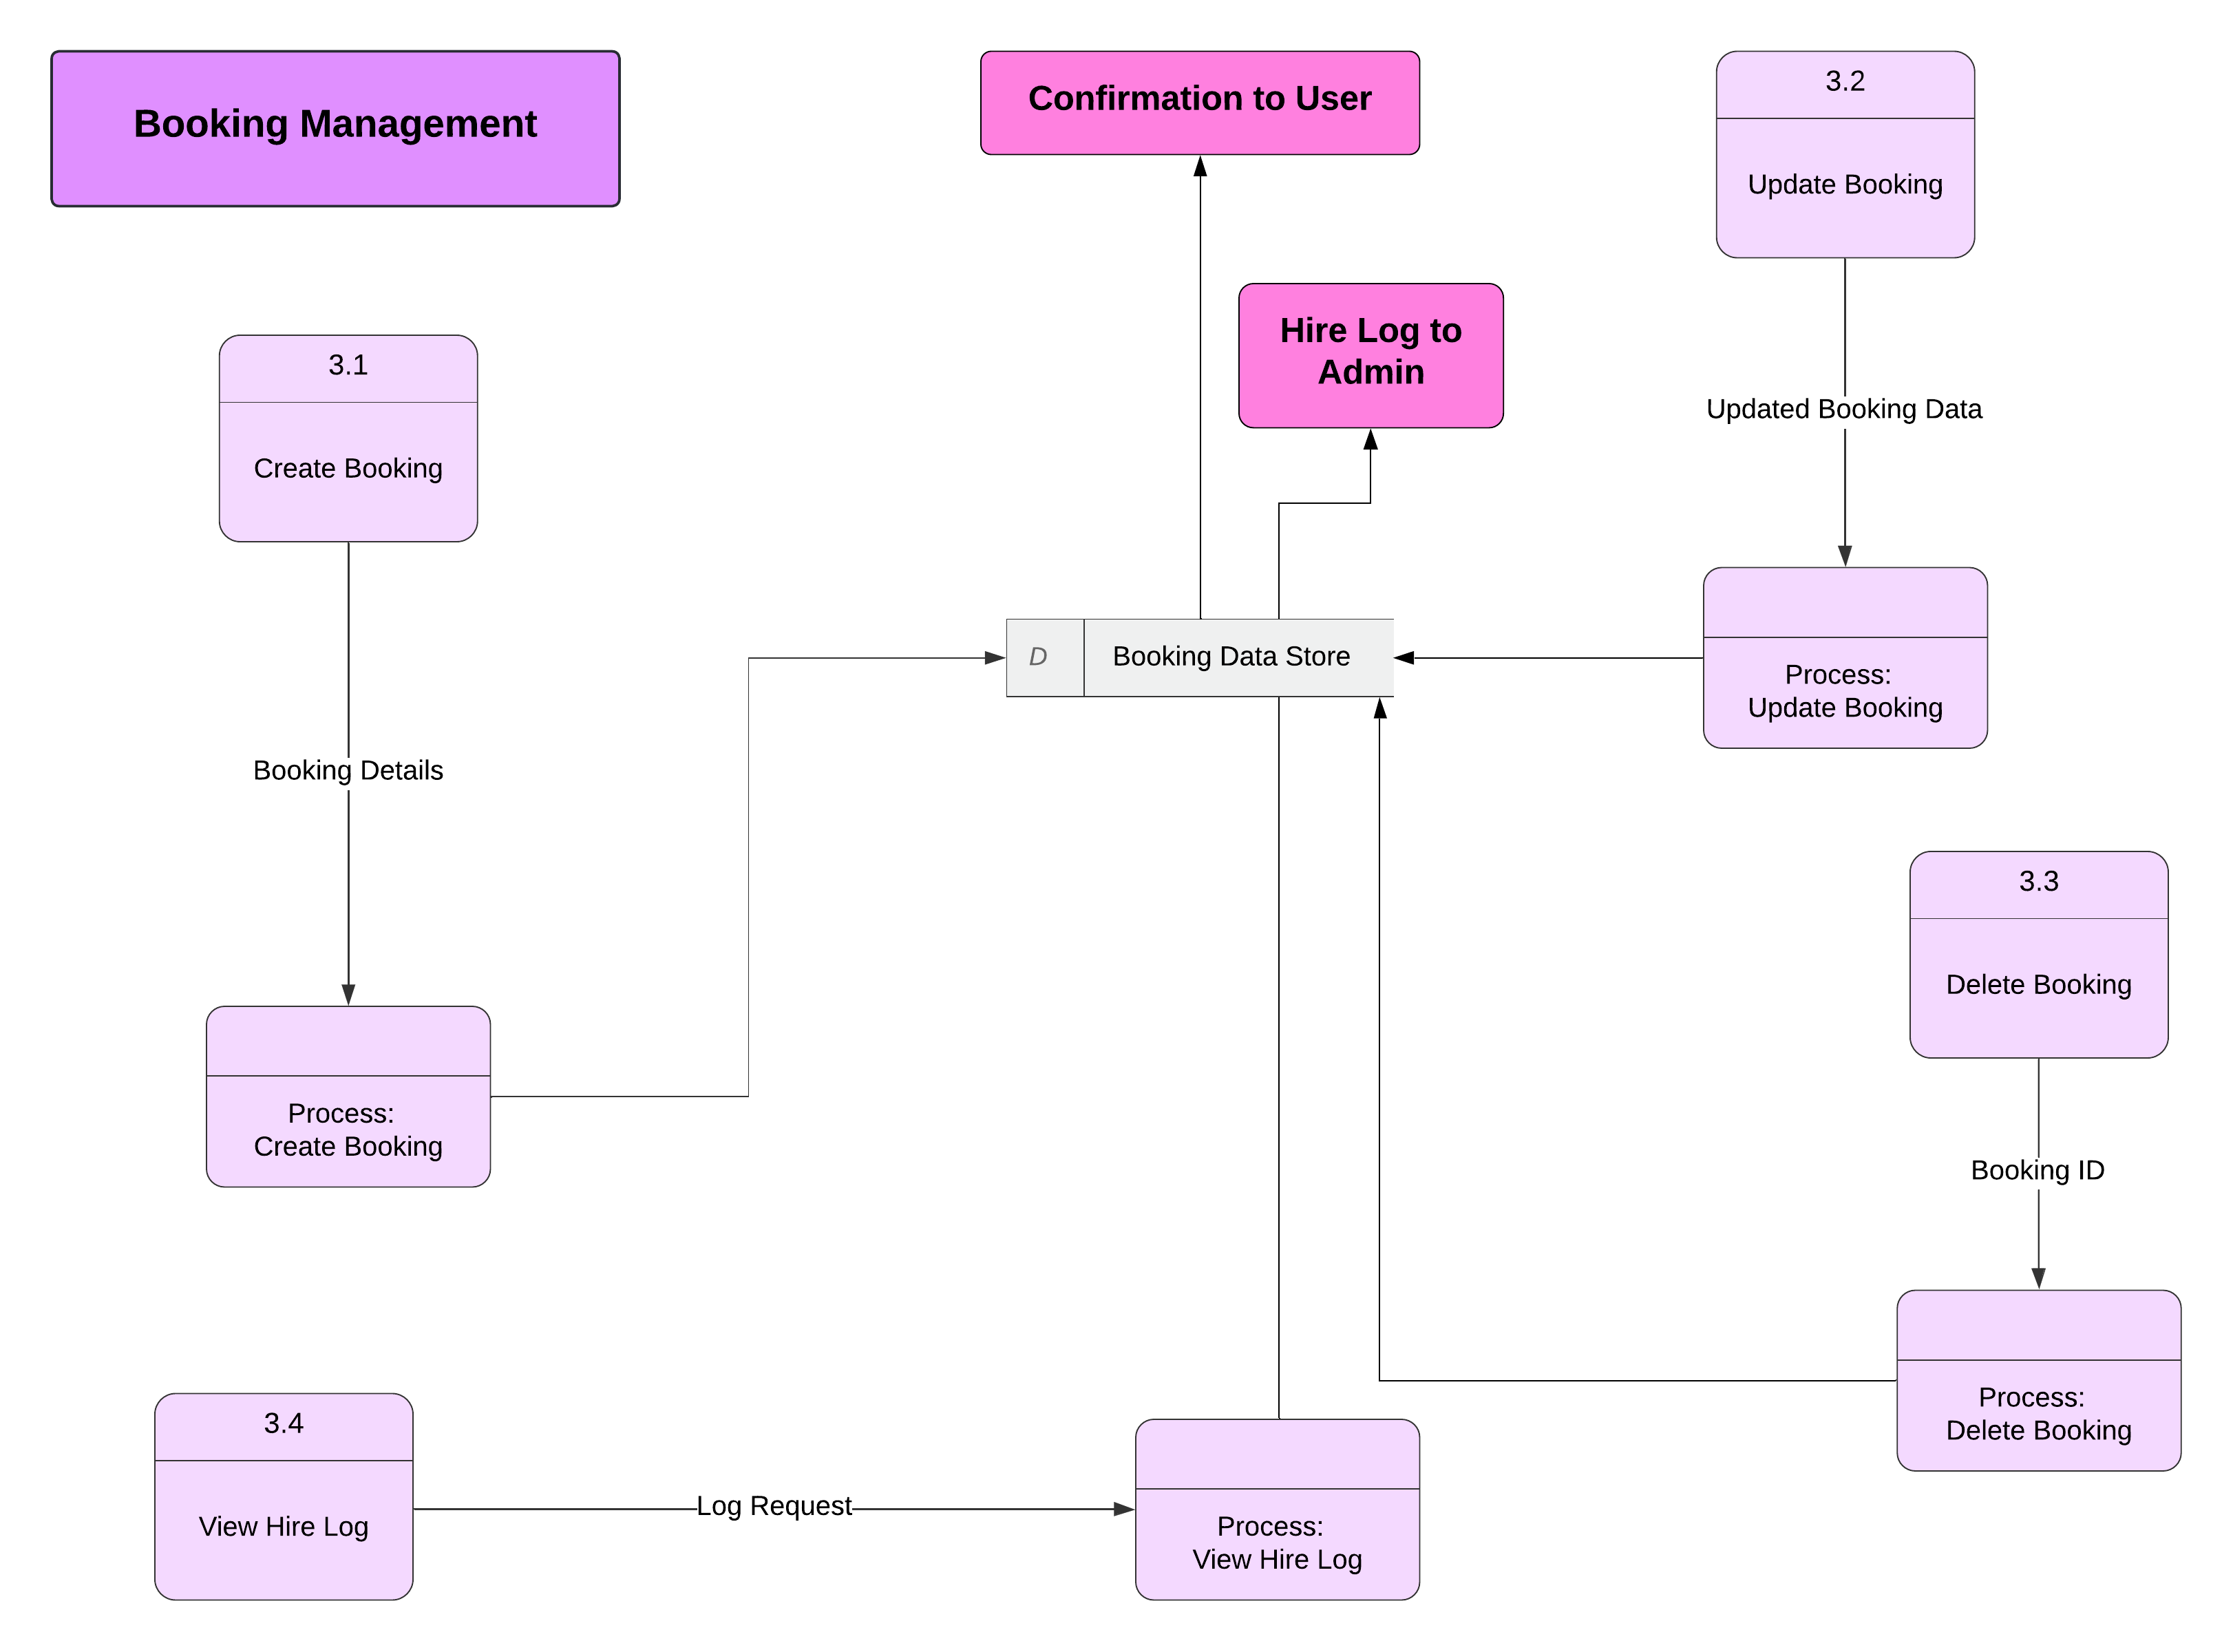 Booking Management
Confirmation to User
3.2
Update Booking
Hire Log to
Admin
3.1
Create Booking
Updated Booking Data
D
Booking Data Store
Process:
Update Booking
Booking Details
3.3
Delete Booking
Process:
Create Booking
Booking ID
Process:
Delete Booking
3.4
View Hire Log
Log Request
Process:
View Hire Log